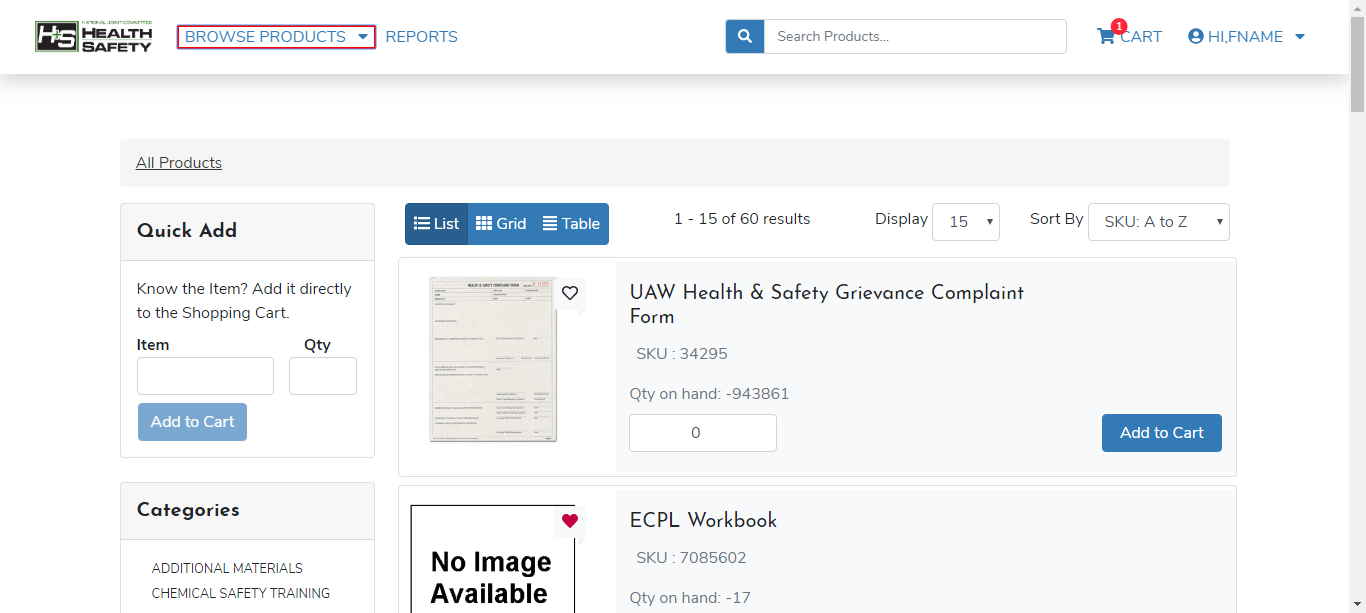 NATIONAL JOINT COMMITTEE
H+S HEALTH
SAFETY
BROWSE PRODUCTS
REPORTS
Search Products...
1
CART
HI,FNAME
All Products
Quick Add
Know the Item? Add it directly
to the Shopping Cart.
Item Qty
Add to Cart
Categories
ADDITIONAL MATERIALS
CHEMICAL SAFETY TRAINING
List Grid Table
1 - 15 of 60 results
Display 15
Sort By SKU: A to Z
HEALTH & SAFETY COMPLAINT FORM
UAW Health & Safety Grievance Complaint
Form
SKU : 34295
Qty on hand: -943861
0
Add to Cart
No Image
Available
ECPL Workbook
SKU : 7085602
Qty on hand: -17